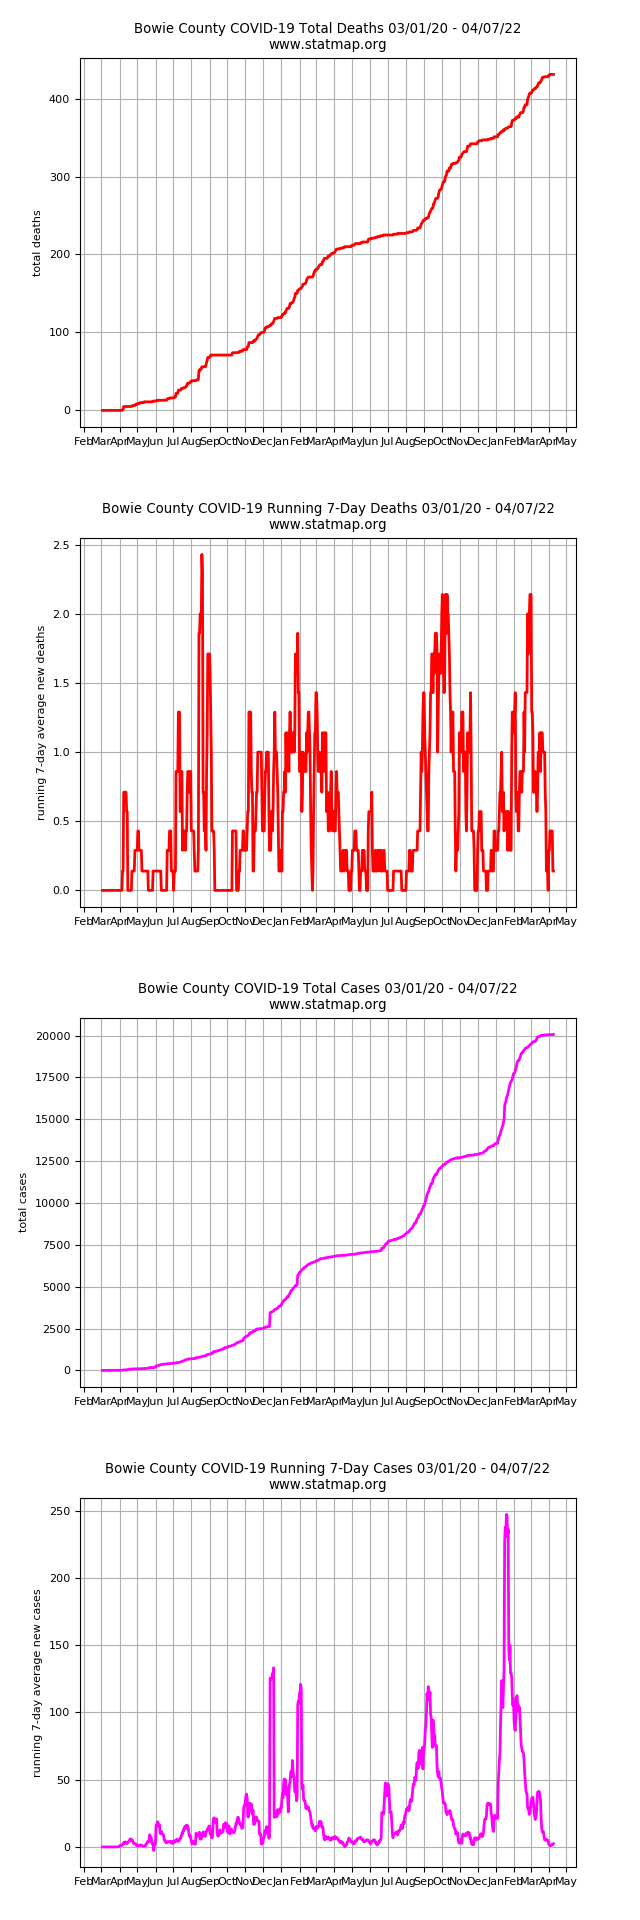 Bowie County COVID-19 Total Deaths 03/01/20 - 04/07/22
www.statmap.org
400
300
200
100
0
total deaths
Feb Mar Apr May Jun Jul Aug Sep Oct Nov Dec Jan Feb Mar Apr May Jun Jul Aug Sep Oct Nov Dec Jan Feb Mar Apr May
Bowie County COVID-19 Running 7-Day Deaths 03/01/20 - 04/07/22
www.statmap.org
2.5
2.0
1.5
1.0
0.5
0.0
running 7-day average new deaths
Feb Mar Apr May Jun Jul Aug Sep Oct Nov Dec Jan Feb Mar Apr May Jun Jul Aug Sep Oct Nov Dec Jan Feb Mar Apr May
Bowie County COVID-19 Total Cases 03/01/20 - 04/07/22
www.statmap.org
20000
17500
15000
12500
10000
7500
5000
2500
0
total cases
Feb Mar Apr May Jun Jul Aug Sep Oct Nov Dec Jan Feb Mar Apr May Jun Jul Aug Sep Oct Nov Dec Jan Feb Mar Apr May
Bowie County COVID-19 Running 7-Day Cases 03/01/20 - 04/07/22
www.statmap.org
250
200
150
100
50
0
running 7-day average new cases
Feb Mar Apr May Jun Jul Aug Sep Oct Nov Dec Jan Feb Mar Apr May Jun Jul Aug Sep Oct Nov Dec Jan Feb Mar Apr May